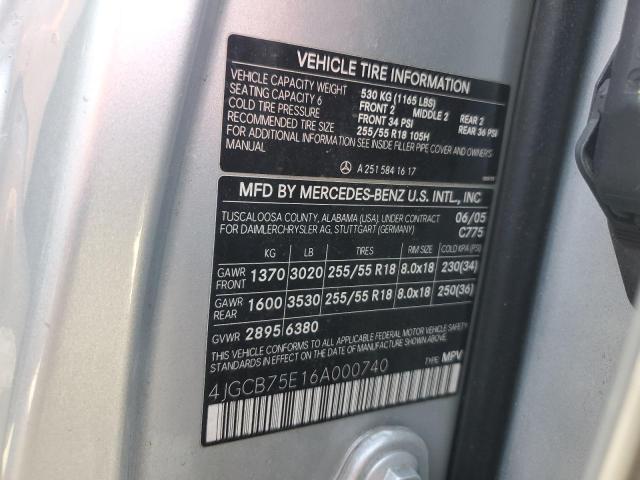 VEHICLE TIRE INFORMATION
VEHICLE CAPACITY WEIGHT 530 KG (1165 LBS)
SEATING CAPACITY 6 FRONT 2 MIDDLE 2 REAR 2
COLD TIRE PRESSURE FRONT 34 PSI REAR 36 PSI
RECOMMENDED TIRE SIZE 255/55 R18 105H
FOR ADDITIONAL INFORMATION SEE INSIDE FILLER PIPE COVER AND OWNER'S
MANUAL
A 251 584 16 17
MFD BY MERCEDES-BENZ U.S. INTL., INC
TUSCALOOSA COUNTY, ALABAMA (USA), UNDER CONTRACT 06/05
FOR DAIMLERCHRYSLER AG, STUTTGART (GERMANY) C775
KG LB TIRES RIM SIZE COLD KPA (PSI)
GAWR FRONT 1370 3020 255/55 R18 8.0x18 230(34)
GAWR REAR 1600 3530 255/55 R18 8.0x18 250(36)
GVWR 2895 6380
THIS VEHICLE CONFORMS TO ALL APPLICABLE FEDERAL MOTOR VEHICLE SAFETY
STANDARDS IN EFFECT ON THE DATE OF MANUFACTURE SHOWN ABOVE.
4JGCB75E16A000740 TYPE: MPV